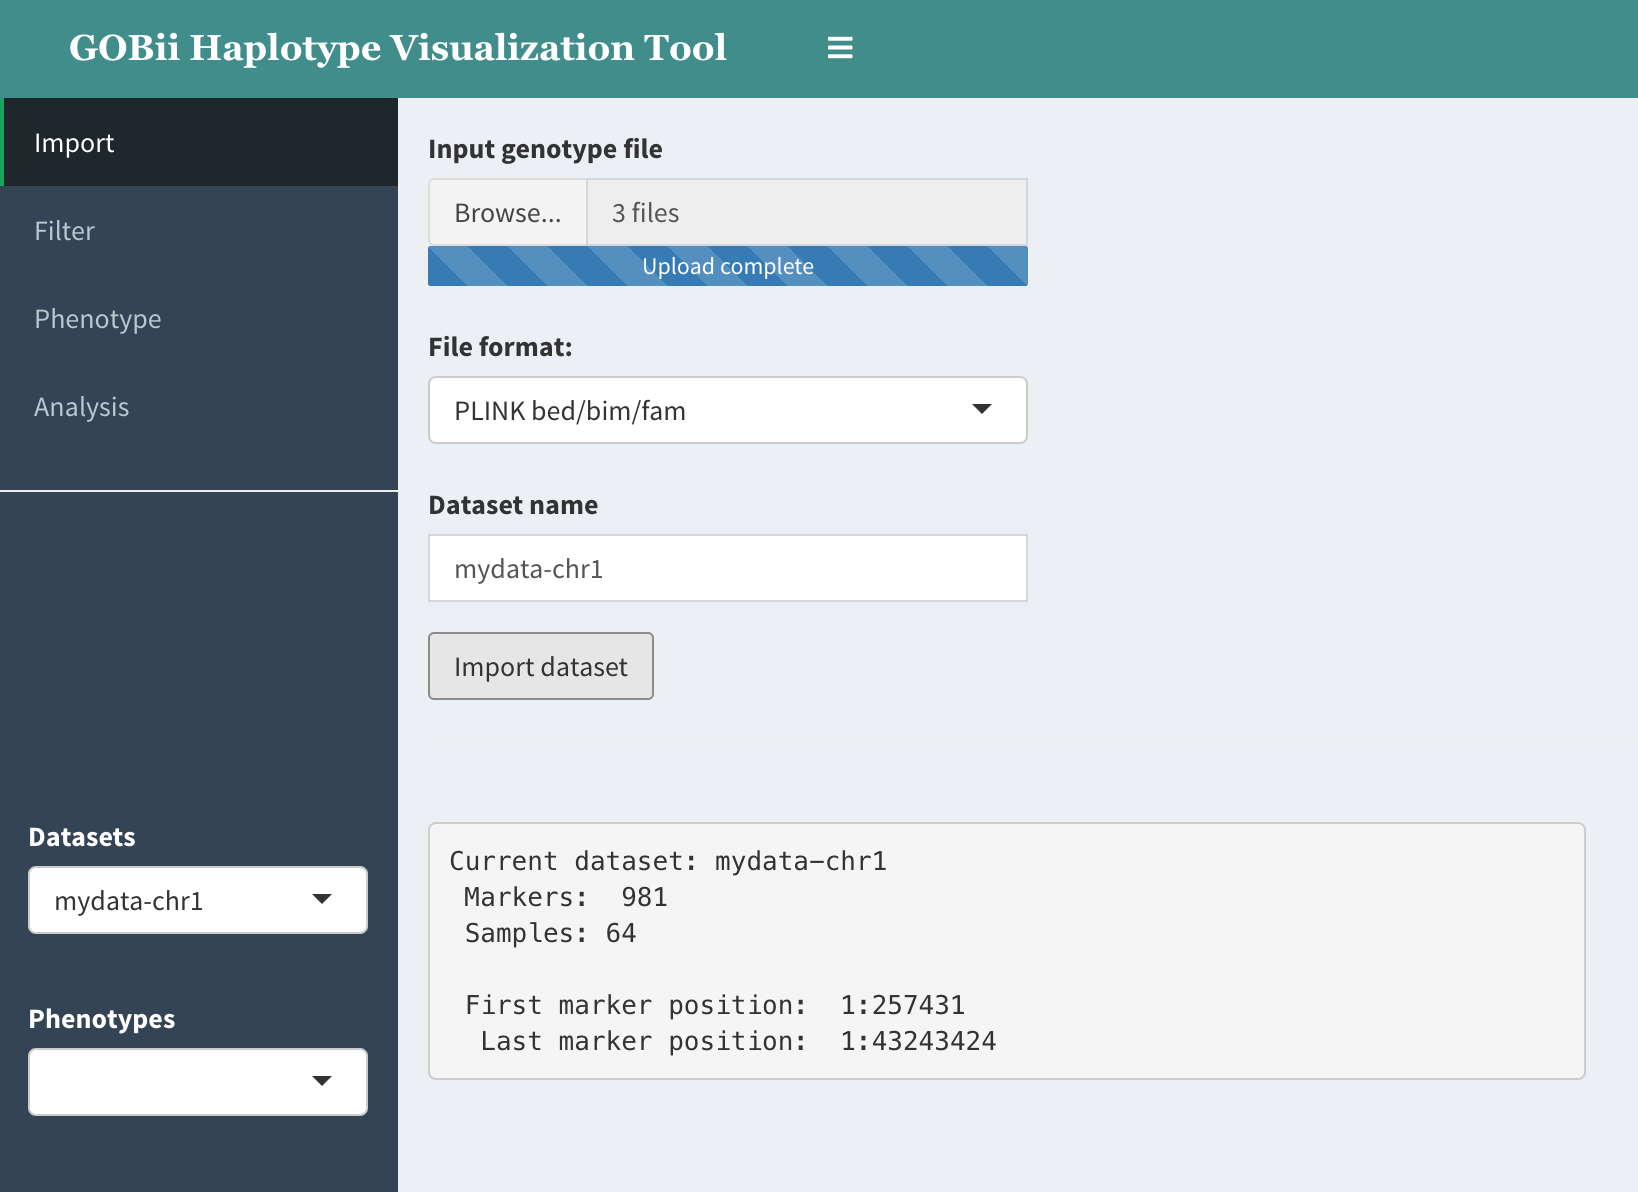 GOBii Haplotype Visualization Tool
Import
Filter
Phenotype
Analysis
Datasets
mydata-chr1
Phenotypes
Input genotype file
Browse... 3 files
Upload complete
File format:
PLINK bed/bim/fam
Dataset name
mydata-chr1
Import dataset
Current dataset: mydata-chr1
Markers: 981
Samples: 64
First marker position: 1:257431
Last marker position: 1:43243424